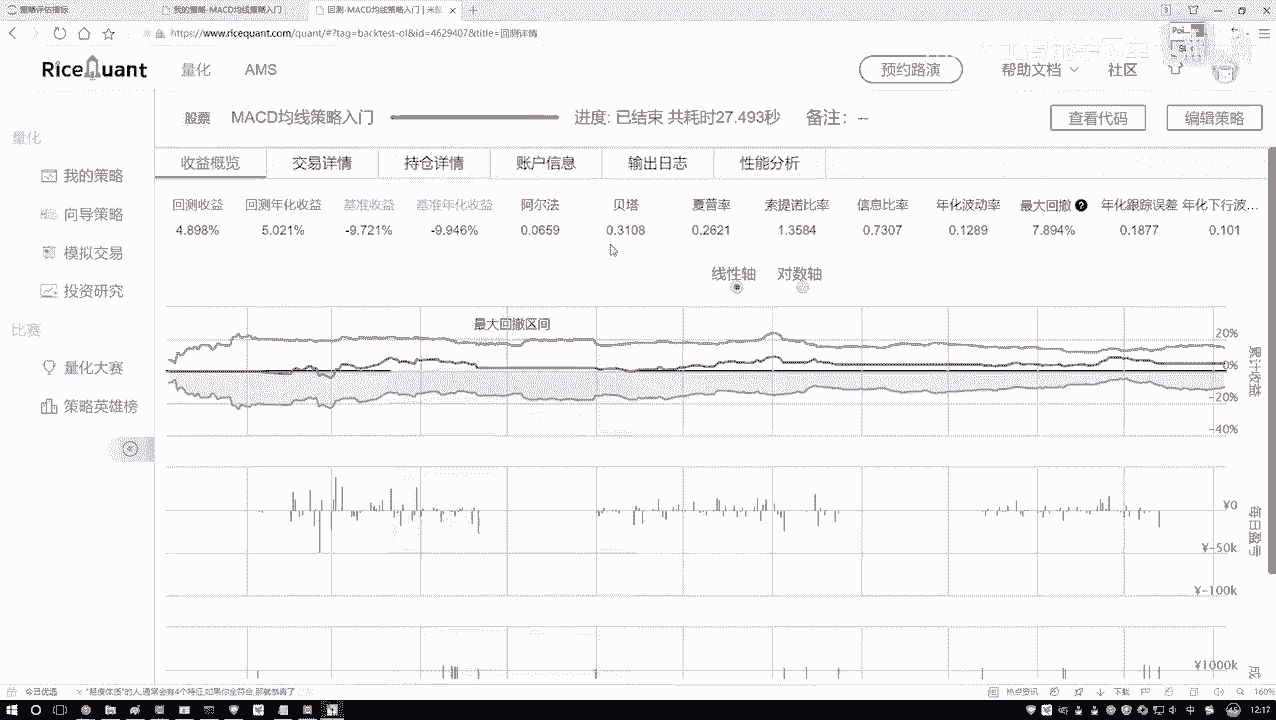 策略评估指标 我的策略-MACD均线策略入门 回测-MACD均线策略入门 | 米
https://www.ricequant.com/quant/#?tag=backtest-ol&id=4629407&title=回测详情
RiceQuant 量化 AMS 预约路演 帮助文档 社区
股票 MACD均线策略入门 进度: 已结束 共耗时27.493秒 备注: -- 查看代码 编辑策略
量化
我的策略
向导策略
模拟交易
投资研究
比赛
量化大赛
策略英雄榜
收益概览 交易详情 持仓详情 账户信息 输出日志 性能分析
回测收益 回测年化收益 基准收益 基准年化收益 阿尔法 贝塔 夏普率 索提诺比率 信息比率 年化波动率 最大回撤 年化跟踪误差 年化下行波...
4.898% 5.021% -9.721% -9.946% 0.0659 0.3108 0.2621 1.3584 0.7307 0.1289 7.894% 0.1877 0.101
线性轴 对数轴
最大回撤区间
20%
0%
-20%
-40%
累计收益
¥0
¥-50k
¥-100k
每日盈亏
¥1000k
成
今日优选 "易瘦体质"的人,通常会有4个特征,如果你全符合,那就恭喜了
热点资讯 下载 160%
中 12:17